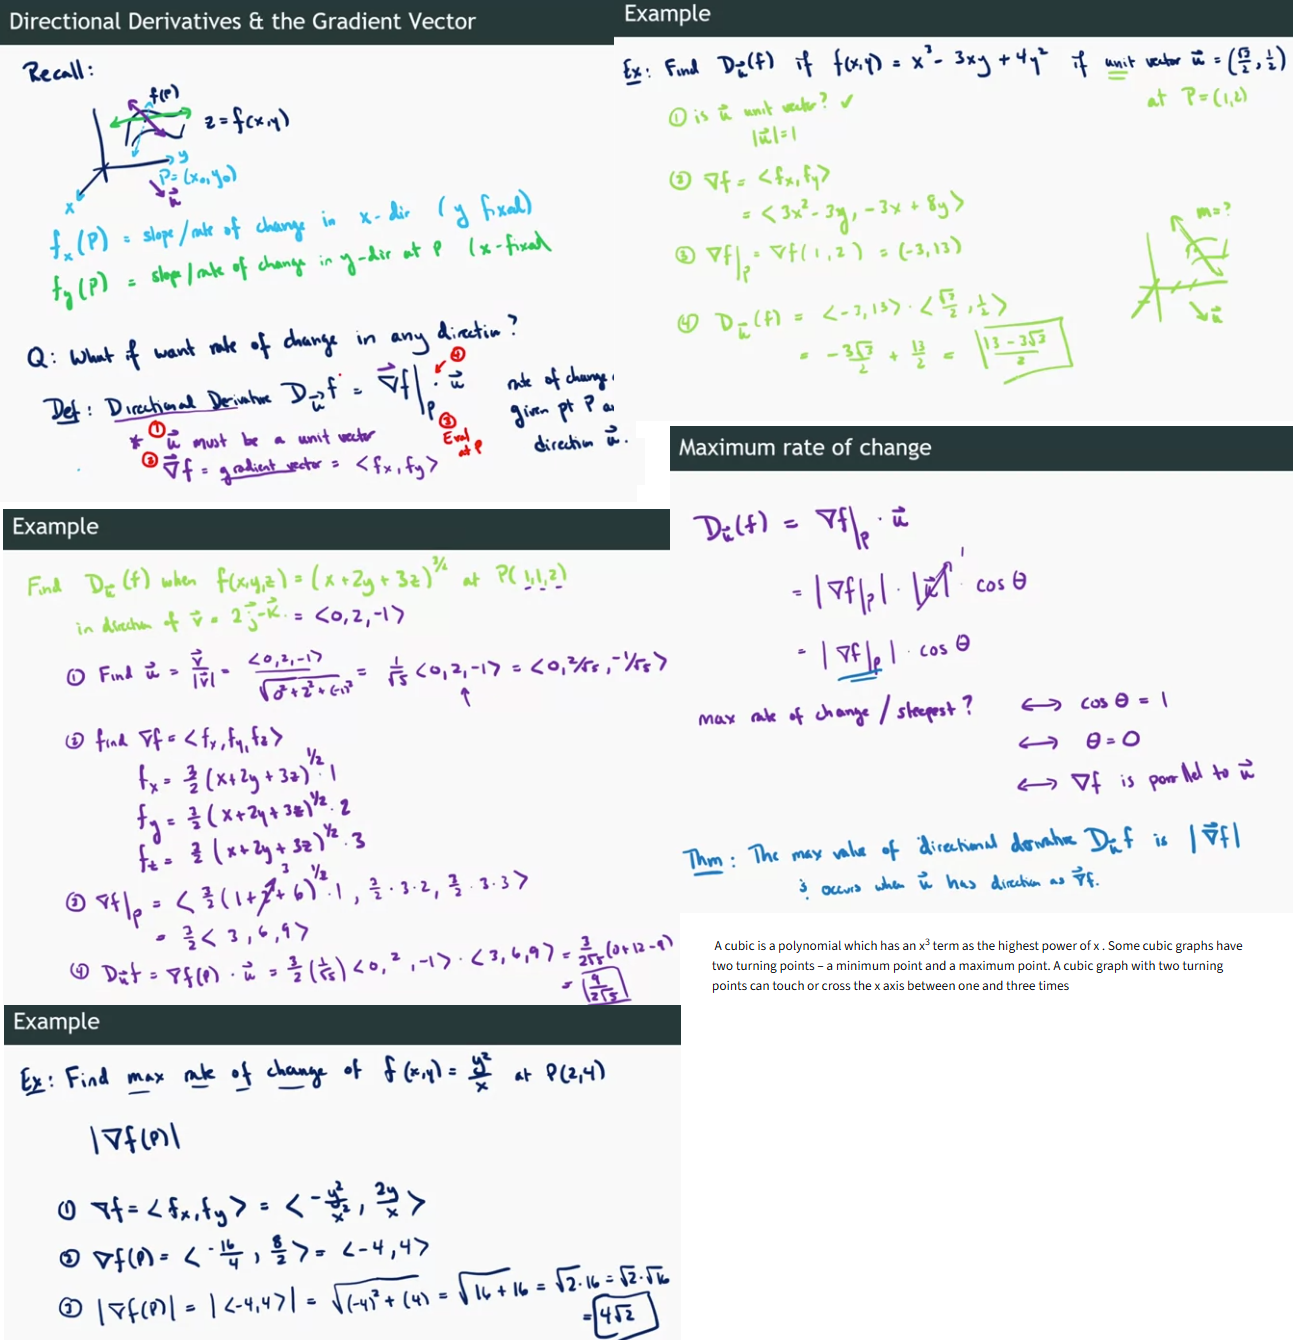 Directional Derivatives & the Gradient Vector
Recall:
f(P)
z = f(x,y)
y
P = (x₀, y₀)
x
u⃗
fₓ(P) = slope/rate of change in x-dir (y fixed)
f_y(P) = slope/rate of change in y-dir at P (x-fixed
Q: What if want rate of change in any direction?
Def: Directional Derivative D_u⃗ f = ∇⃗f|_P · u⃗
④
rate of change
given pt P a
direction u⃗.
* ① u⃗ must be a unit vector
③ Eval at P
② ∇⃗f = gradient vector = <fₓ, f_y>
Example
Ex: Find D_u⃗(f) if f(x,y) = x³ - 3xy + 4y² if unit vector u⃗ = (√3/2, 1/2)
at P = (1,2)
① is u⃗ unit vector? ✓
|u⃗| = 1
② ∇f = <fₓ, f_y>
= <3x² - 3y, -3x + 8y>
③ ∇f|_P = ∇f(1,2) = (-3,13)
④ D_u⃗(f) = <-3,13> · <√3/2, 1/2>
= -3√3/2 + 13/2 = 13 - 3√3/2
m = ?
u⃗
Example
Find D_u⃗(f) when f(x,y,z) = (x + 2y + 3z)^3/2 at P(1,1,2)
in direction of v⃗ = 2j⃗ - k⃗. = <0,2,-1>
① Find u⃗ = v⃗/|v⃗| = <0,2,-1>/√0² + 2² + (-1)² = 1/√5 <0,2,-1> = <0, 2/√5, -1/√5>
② find ∇f = <fₓ, f_y, f_z>
fₓ = 3/2 (x + 2y + 3z)^1/2 · 1
f_y = 3/2 (x + 2y + 3z)^1/2 · 2
f_z = 3/2 (x + 2y + 3z)^1/2 · 3
③ ∇f|_P = <3/2 (1 + 2 + 6)^1/2 · 1, 3/2 · 3 · 2, 3/2 · 3 · 3>
3
= 3/2 <3, 6, 9>
④ D_u⃗ f = ∇f(P) · u⃗ = 3/2 (1/√5) <0, 2, -1> · <3, 6, 9> = 3/2√5 (0 + 12 - 9)
= 9/2√5
Maximum rate of change
D_u⃗(f) = ∇f|_P · u⃗
= |∇f|_P| · |u⃗| cos θ
1
= |∇f|_P| · cos θ
max rate of change / steepest? ⟷ cos θ = 1
⟷ θ = 0
⟷ ∇f is parallel to u⃗
Thm: The max value of directional derivative D_u⃗ f is |∇⃗f|
& occurs when u⃗ has direction as ∇⃗f.
A cubic is a polynomial which has an x³ term as the highest power of x . Some cubic graphs have
two turning points – a minimum point and a maximum point. A cubic graph with two turning
points can touch or cross the x axis between one and three times
Example
Ex: Find max rate of change of f(x,y) = y²/x at P(2,4)
|∇f(P)|
① ∇f = <fₓ, f_y> = <-y²/x², 2y/x>
② ∇f(P) = <-16/4, 8/2> = <-4,4>
③ |∇f(P)| = |<-4,4>| = √(-4)² + (4) = √16 + 16 = √2·16 = √2·√16
= 4√2